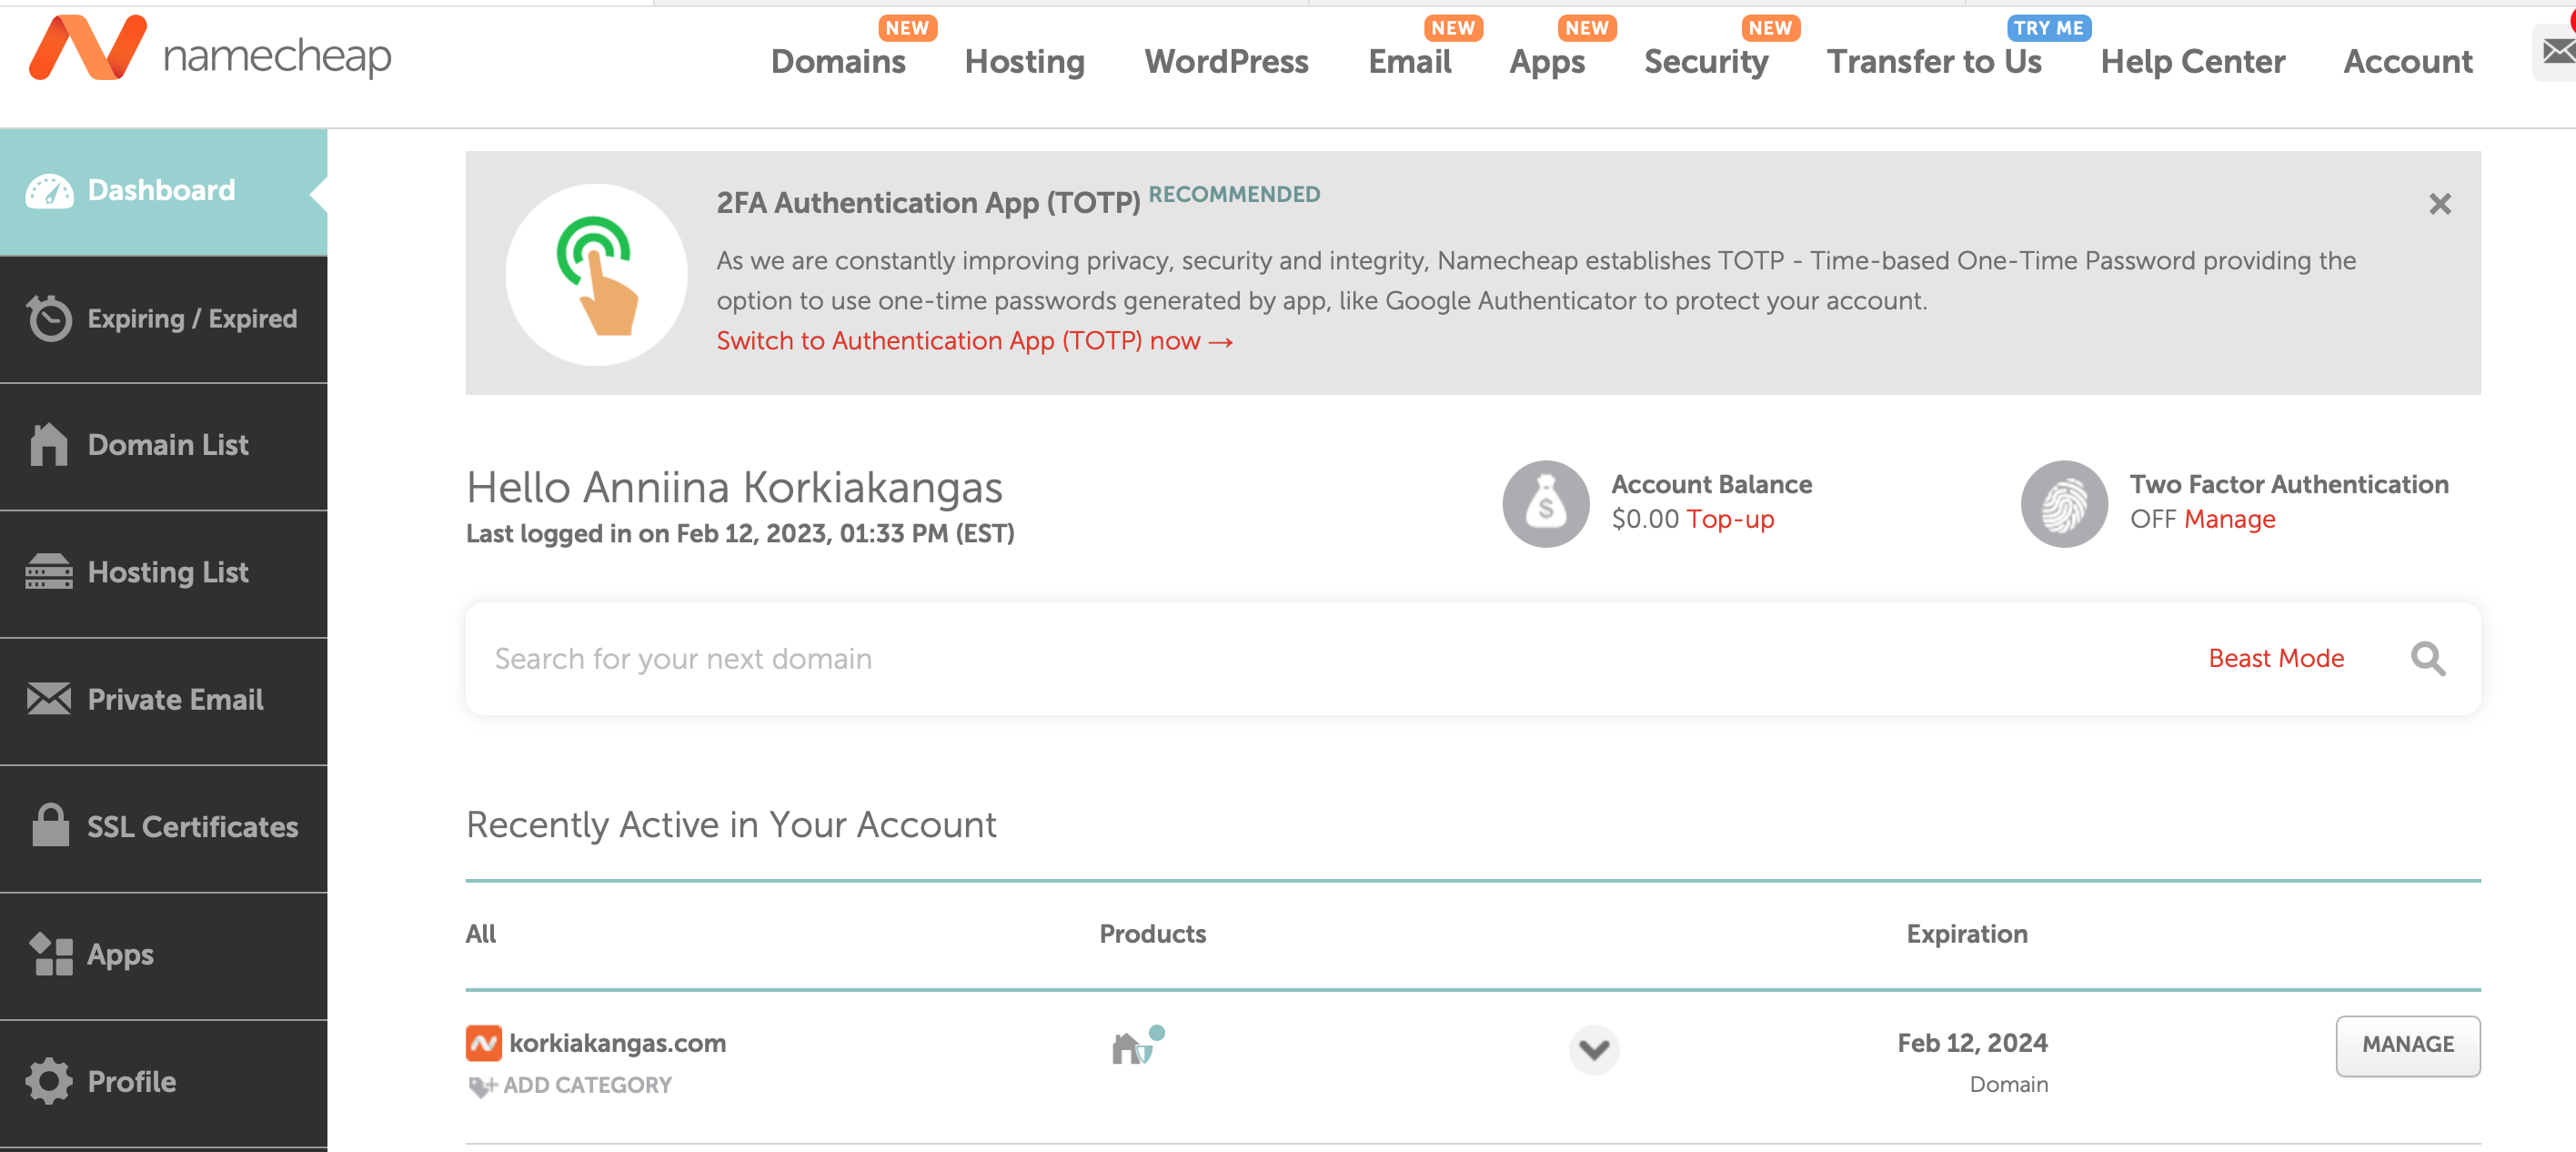 namecheap
NEW NEW NEW NEW TRY ME
Domains Hosting WordPress Email Apps Security Transfer to Us Help Center Account
Dashboard
Expiring / Expired
Domain List
Hosting List
Private Email
SSL Certificates
Apps
Profile
2FA Authentication App (TOTP) RECOMMENDED
As we are constantly improving privacy, security and integrity, Namecheap establishes TOTP - Time-based One-Time Password providing the
option to use one-time passwords generated by app, like Google Authenticator to protect your account.
Switch to Authentication App (TOTP) now →
Hello Anniina Korkiakangas
Last logged in on Feb 12, 2023, 01:33 PM (EST)
Account Balance
$0.00 Top-up
Two Factor Authentication
OFF Manage
Search for your next domain Beast Mode
Recently Active in Your Account
All Products Expiration
korkiakangas.com Feb 12, 2024 MANAGE
ADD CATEGORY Domain